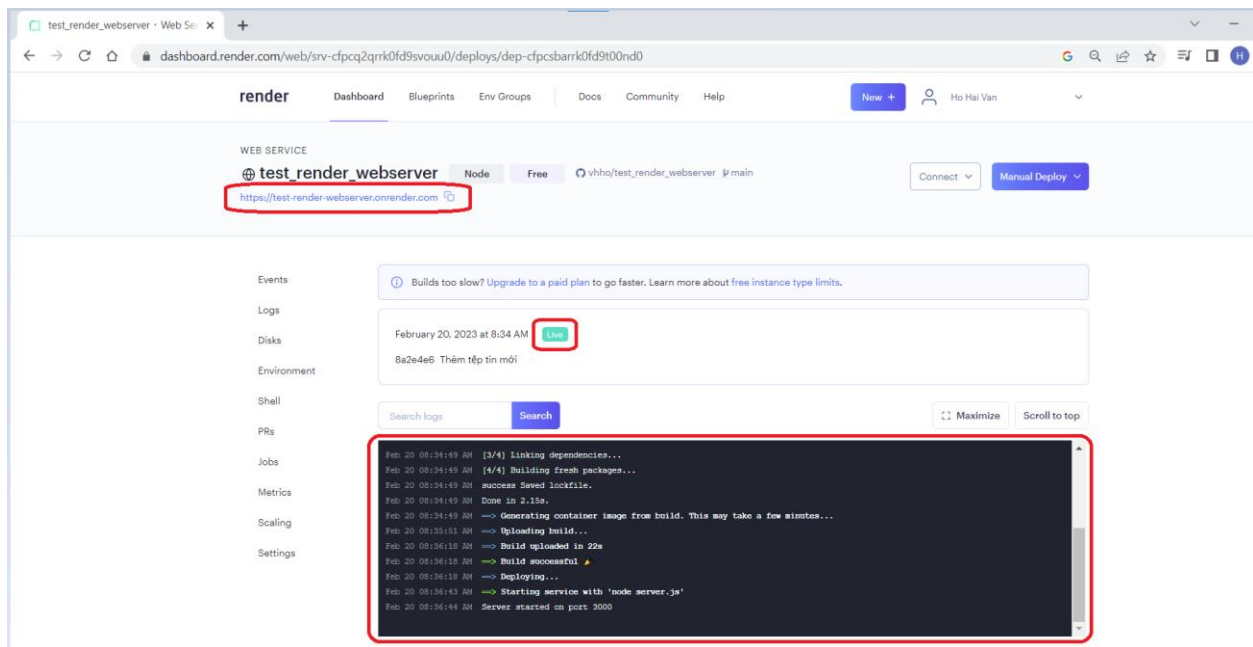 test_render_webserver · Web Se
dashboard.render.com/web/srv-cfpcq2qrrk0fd9svouu0/deploys/dep-cfpcsbarrk0fd9t00nd0
H
render Dashboard Blueprints Env Groups Docs Community Help New + Ho Hai Van
WEB SERVICE
test_render_webserver Node Free vhho/test_render_webserver main
Connect Manual Deploy
https://test-render-webserver.onrender.com
Events
Logs
Disks
Environment
Shell
PRs
Jobs
Metrics
Scaling
Settings
Builds too slow? Upgrade to a paid plan to go faster. Learn more about free instance type limits.
February 20, 2023 at 8:34 AM Live
8a2e4e6 Thêm tệp tin mới
Search logs Search Maximize Scroll to top
Feb 20 08:34:49 AM [3/4] Linking dependencies...
Feb 20 08:34:49 AM [4/4] Building fresh packages...
Feb 20 08:34:49 AM success Saved lockfile.
Feb 20 08:34:49 AM Done in 2.15s.
Feb 20 08:34:49 AM ==> Generating container image from build. This may take a few minutes...
Feb 20 08:35:51 AM ==> Uploading build...
Feb 20 08:36:18 AM ==> Build uploaded in 22s
Feb 20 08:36:18 AM ==> Build successful 🎉
Feb 20 08:36:18 AM ==> Deploying...
Feb 20 08:36:43 AM ==> Starting service with 'node server.js'
Feb 20 08:36:44 AM Server started on port 3000